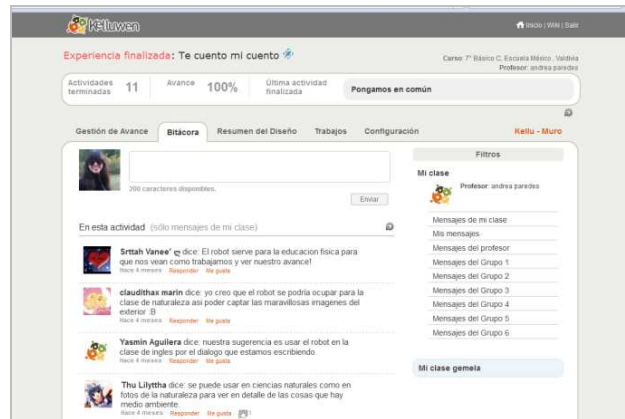 Kelluwen
Inicio | Wiki | Salir
Experiencia finalizada: Te cuento mi cuento
Curso: 7° Básico C, Escuela México, Valdivia
Profesor: andrea paredes
Actividades terminadas 11
Avance 100%
Última actividad finalizada
Pongamos en común
Gestión de Avance Bitácora Resumen del Diseño Trabajos Configuración Kellu - Muro
200 caracteres disponibles.
Enviar
En esta actividad (sólo mensajes de mi clase)
Srttah Vanee' ღ dice: El robot sirve para la educacion fisica para
que nos vean como trabajamos y ver nuestro avance!
Hace 4 meses Responder Me gusta
claudithax marin dice: yo creo que el robot se podría ocupar para la
clase de naturaleza asi poder captar las maravillosas imagenes del
exterior :B
Hace 4 meses Responder Me gusta
Yasmin Aguilera dice: nuestra sugerencia es usar el robot en la
clase de ingles por el dialogo que estamos escribiendo.
Hace 4 meses Responder Me gusta
Thu Lilyttha dice: se puede usar en ciencias naturales como en
fotos de la naturaleza para ver en detalle de las cosas que hay
medio ambiente.
Hace 4 meses Responder Me gusta 1
Filtros
Mi clase
Profesor: andrea paredes
Mensajes de mi clase
Mis mensajes
Mensajes del profesor
Mensajes del Grupo 1
Mensajes del Grupo 2
Mensajes del Grupo 3
Mensajes del Grupo 4
Mensajes del Grupo 5
Mensajes del Grupo 6
Mi clase gemela